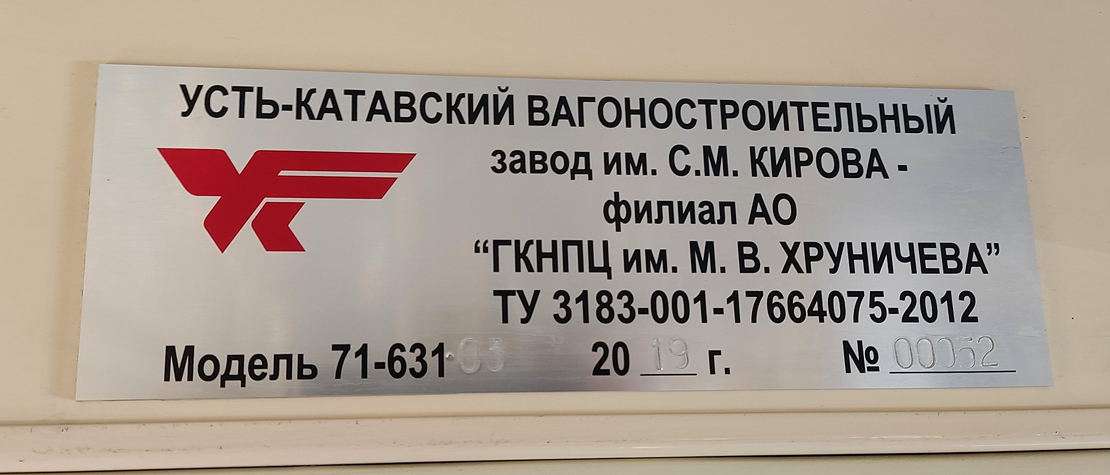 УСТЬ-КАТАВСКИЙ ВАГОНОСТРОИТЕЛЬНЫЙ
завод им. С.М. КИРОВА -
филиал АО
“ГКНПЦ им. М. В. ХРУНИЧЕВА”
ТУ 3183-001-17664075-2012
Модель 71-631-03 20 19 г. № 00052